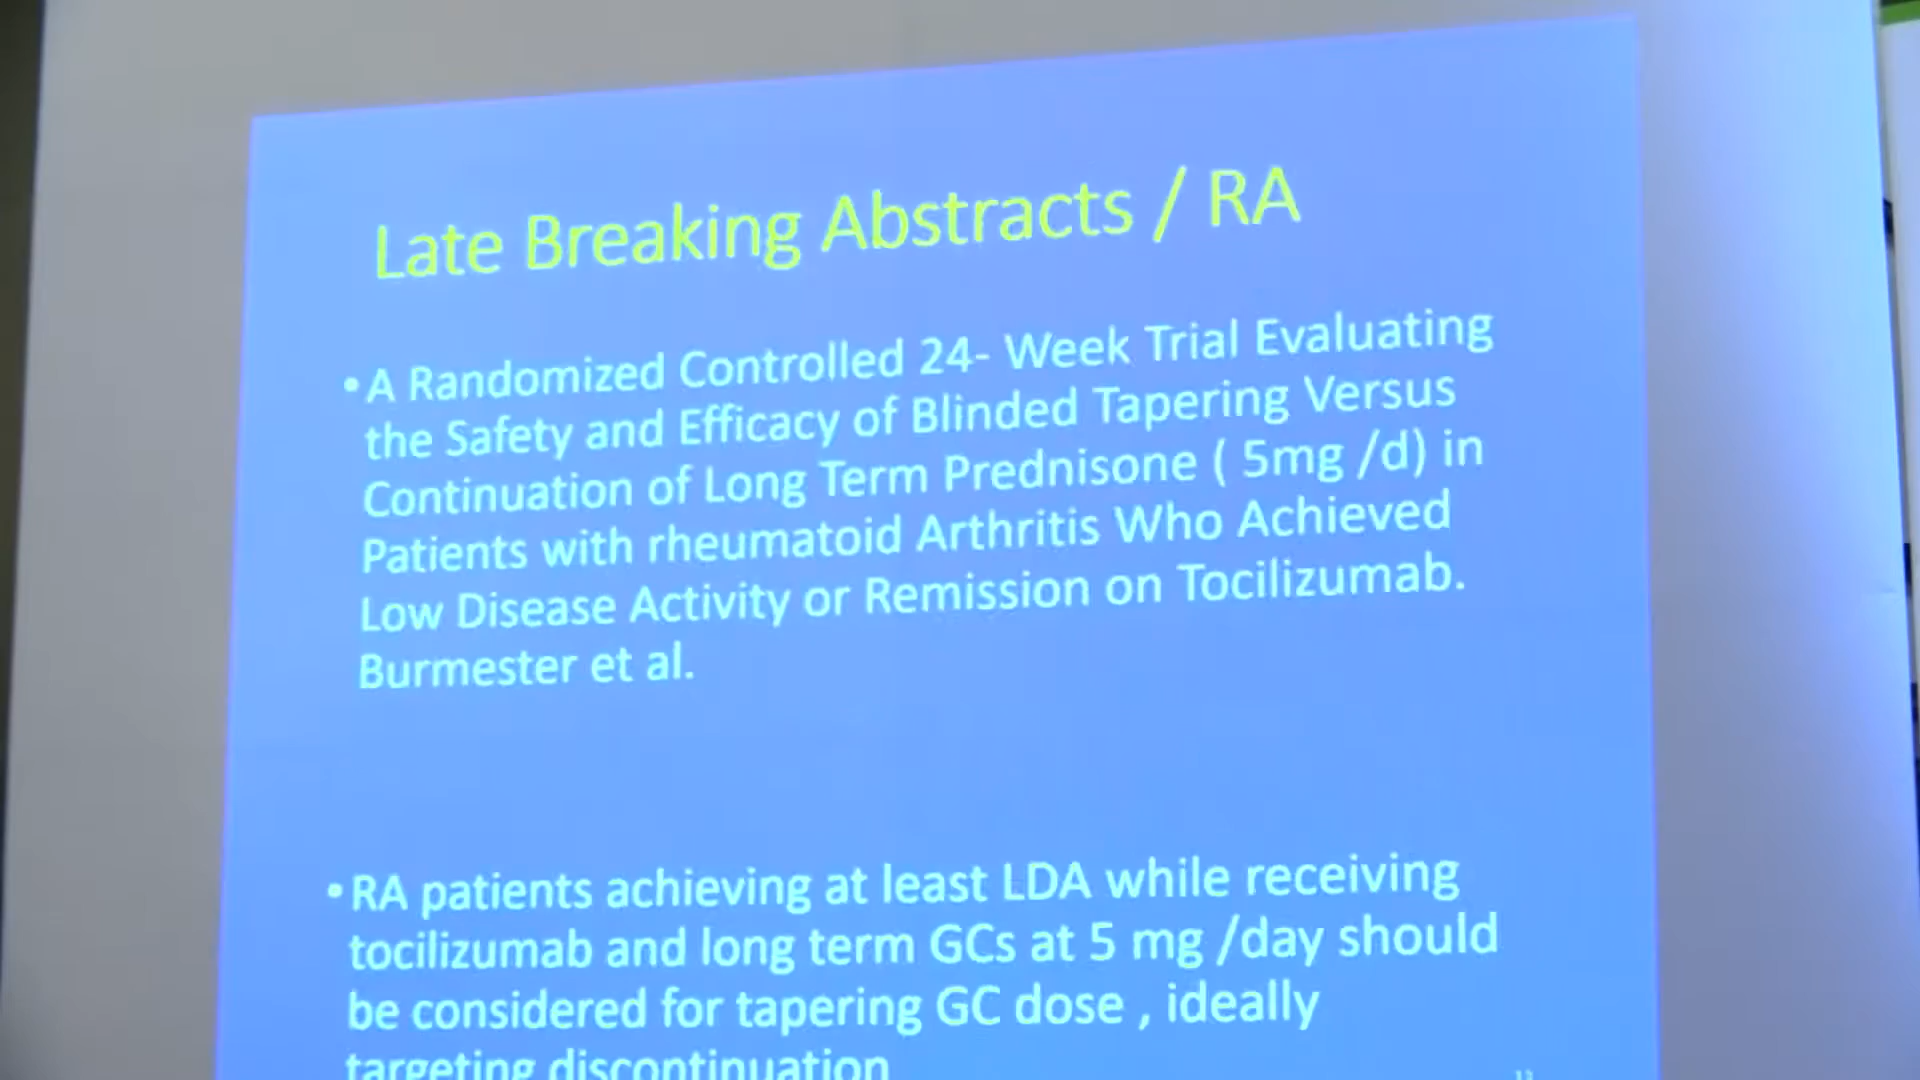 Late Breaking Abstracts / RA
• A Randomized Controlled 24- Week Trial Evaluating
the Safety and Efficacy of Blinded Tapering Versus
Continuation of Long Term Prednisone ( 5mg /d) in
Patients with rheumatoid Arthritis Who Achieved
Low Disease Activity or Remission on Tocilizumab.
Burmester et al.
• RA patients achieving at least LDA while receiving
tocilizumab and long term GCs at 5 mg /day should
be considered for tapering GC dose , ideally
targeting discontinuation